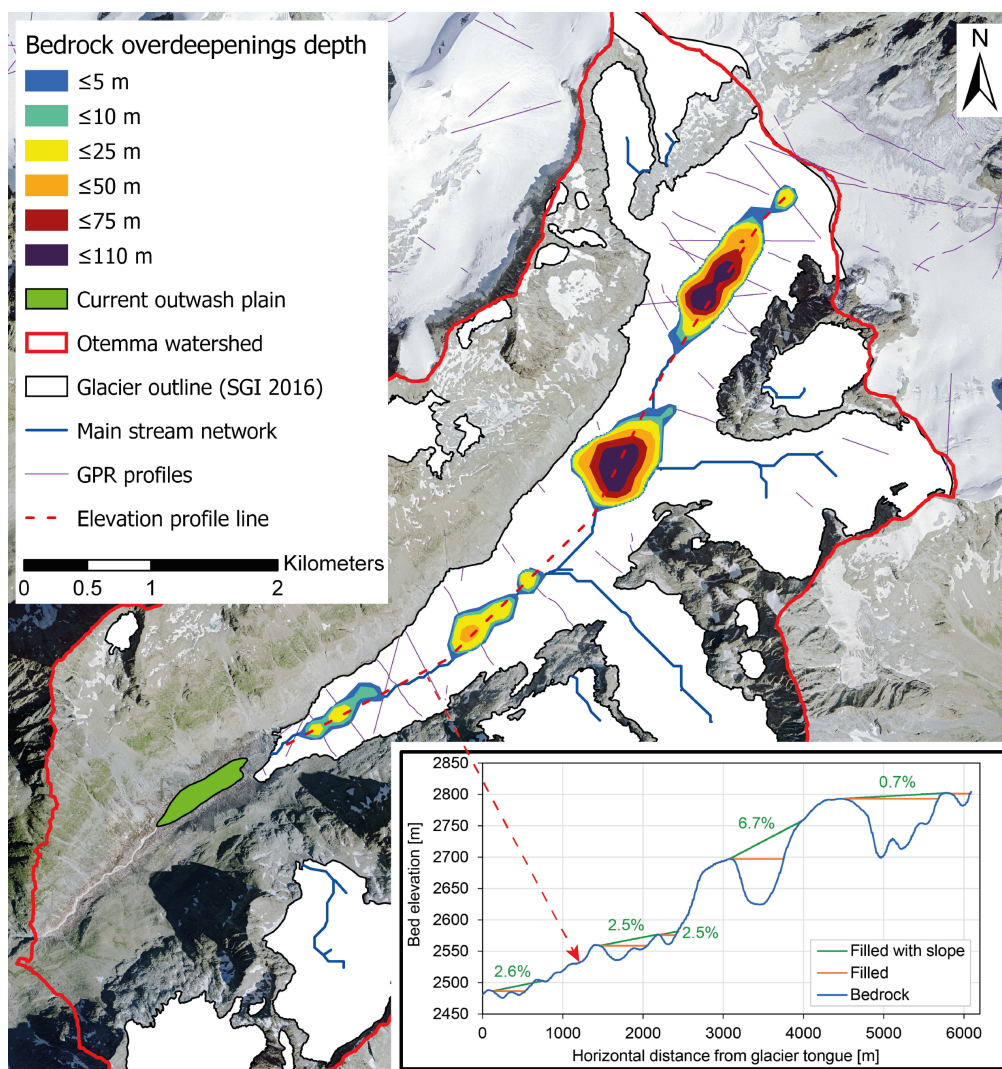 Bedrock overdeepenings depth
≤5 m
≤10 m
≤25 m
≤50 m
≤75 m
≤110 m
Current outwash plain
Otemma watershed
Glacier outline (SGI 2016)
Main stream network
GPR profiles
Elevation profile line
Kilometers
0 0.5 1 2
N
2850
2800
2750
2700
2650
2600
2550
2500
2450
Bed elevation [m]
2.6%
2.5%
2.5%
6.7%
0.7%
Filled with slope
Filled
Bedrock
0 1000 2000 3000 4000 5000 6000
Horizontal distance from glacier tongue [m]